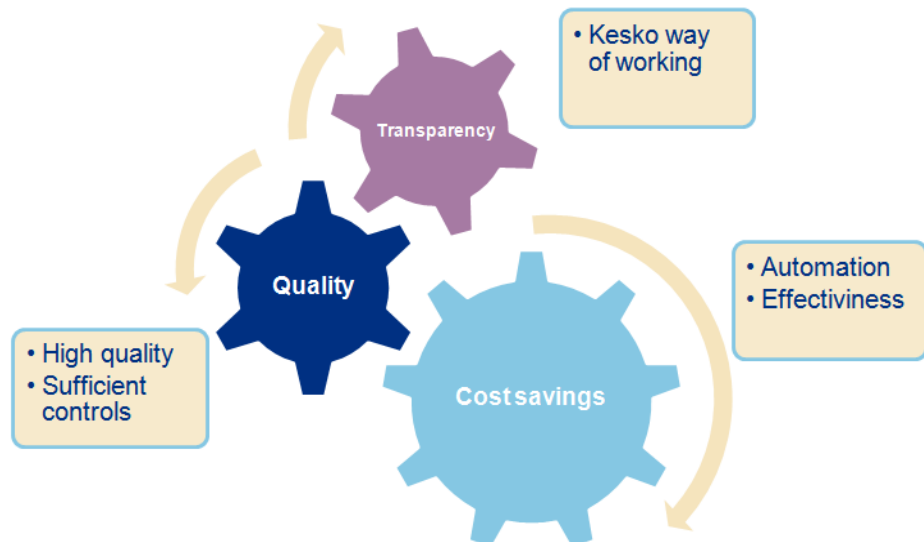 • Kesko way
of working
Transparency
Quality
• Automation
• Effectiviness
• High quality
• Sufficient
controls
Cost savings